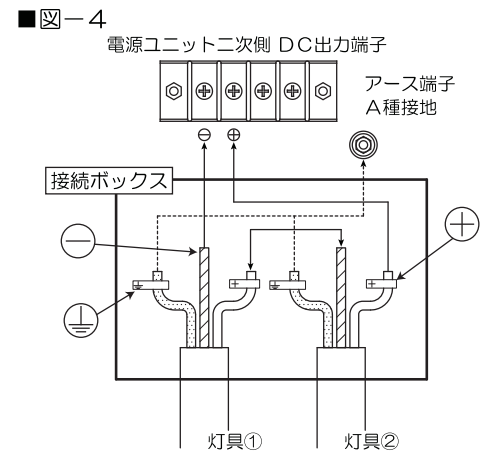 ■図－4
電源ユニット二次側 DC出力端子
アース端子
A種接地
⊖ ⊕
接続ボックス
灯具① 灯具②